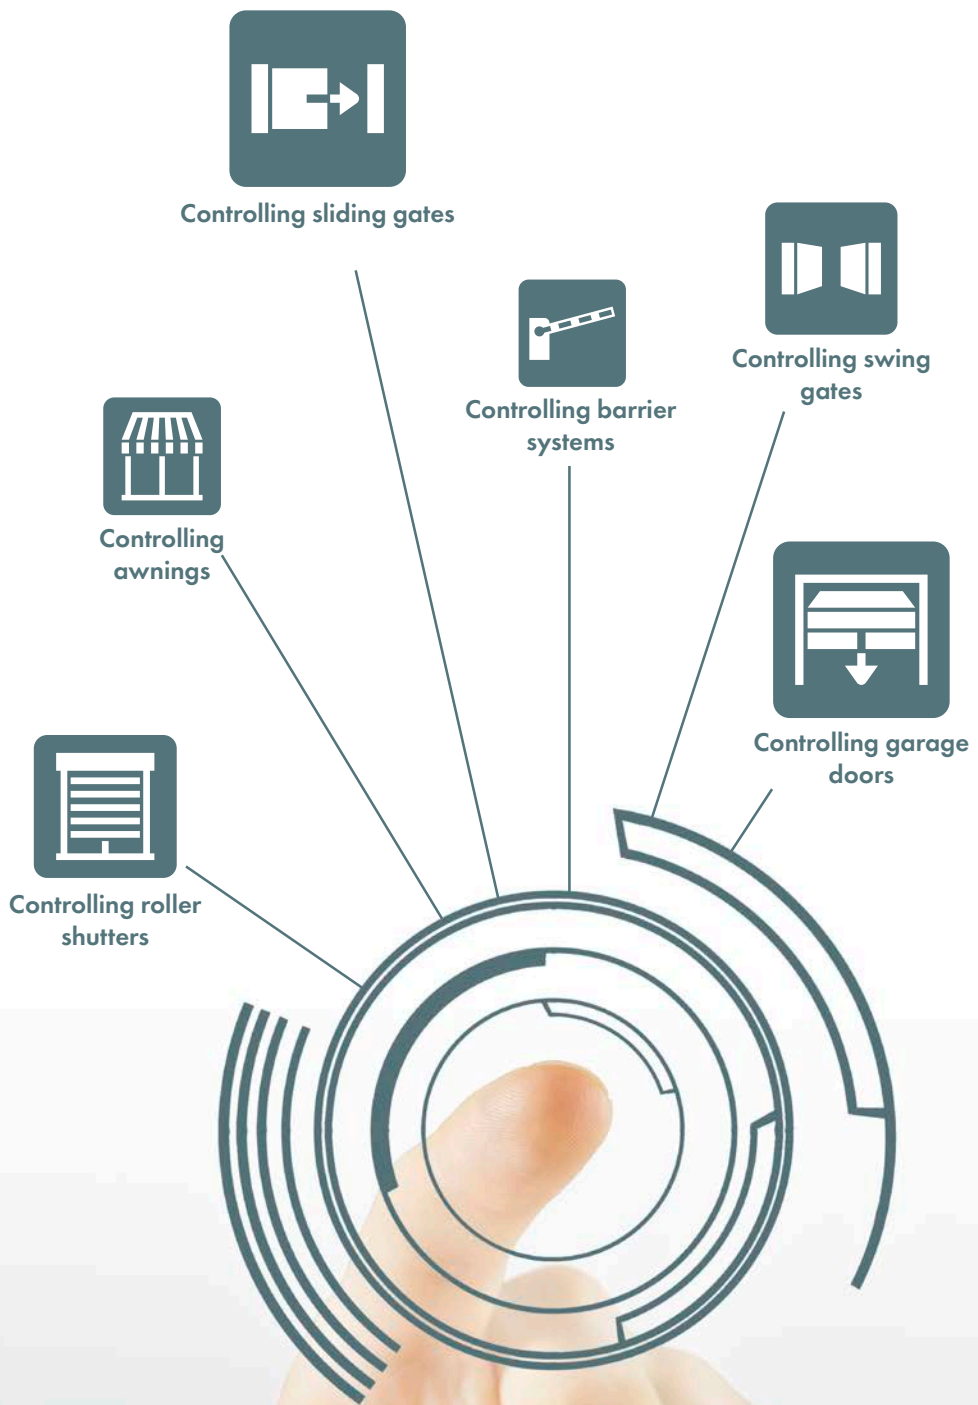 Controlling sliding gates
Controlling swing
gates
Controlling barrier
systems
Controlling
awnings
Controlling garage
doors
Controlling roller
shutters